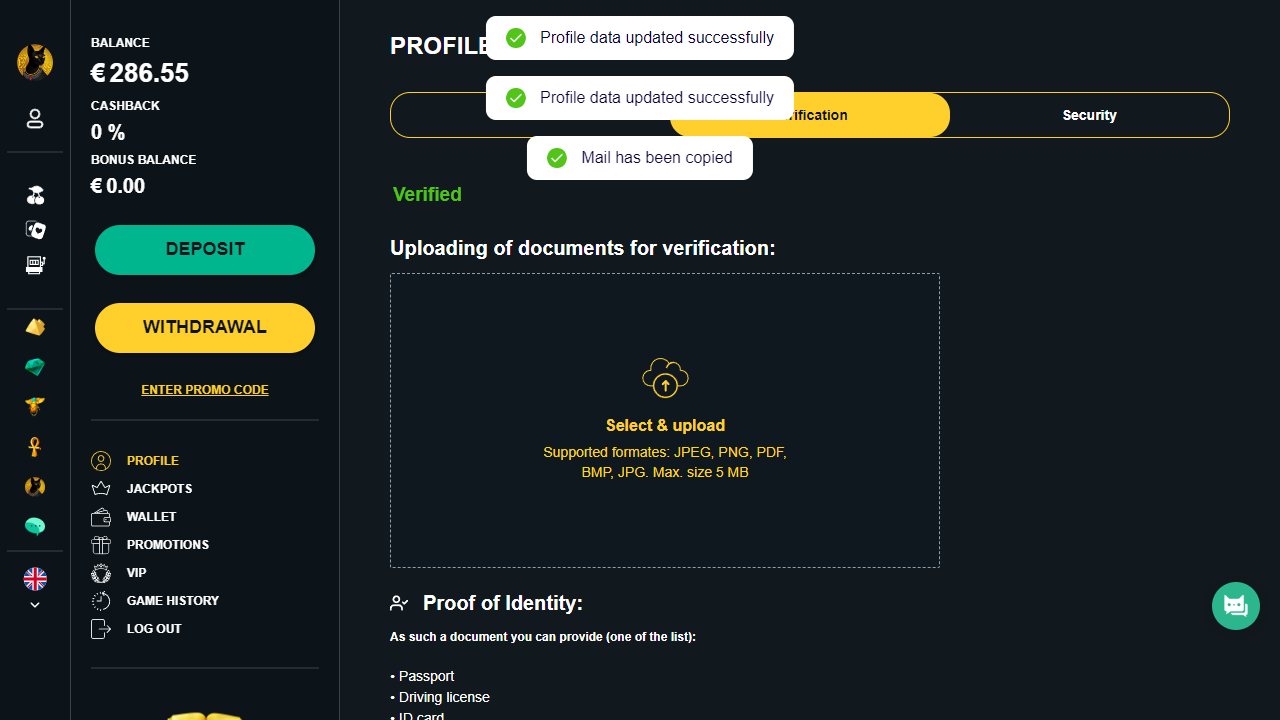 BALANCE
€ 286.55
CASHBACK
0 %
BONUS BALANCE
€ 0.00
DEPOSIT
WITHDRAWAL
ENTER PROMO CODE
PROFILE
JACKPOTS
WALLET
PROMOTIONS
VIP
GAME HISTORY
LOG OUT
PROFILE
Profile data updated successfully
Profile data updated successfully
Mail has been copied
Security
Verified
Uploading of documents for verification:
Select & upload
Supported formates: JPEG, PNG, PDF,
BMP, JPG. Max. size 5 MB
Proof of Identity:
As such a document you can provide (one of the list):
• Passport
• Driving license
• ID card